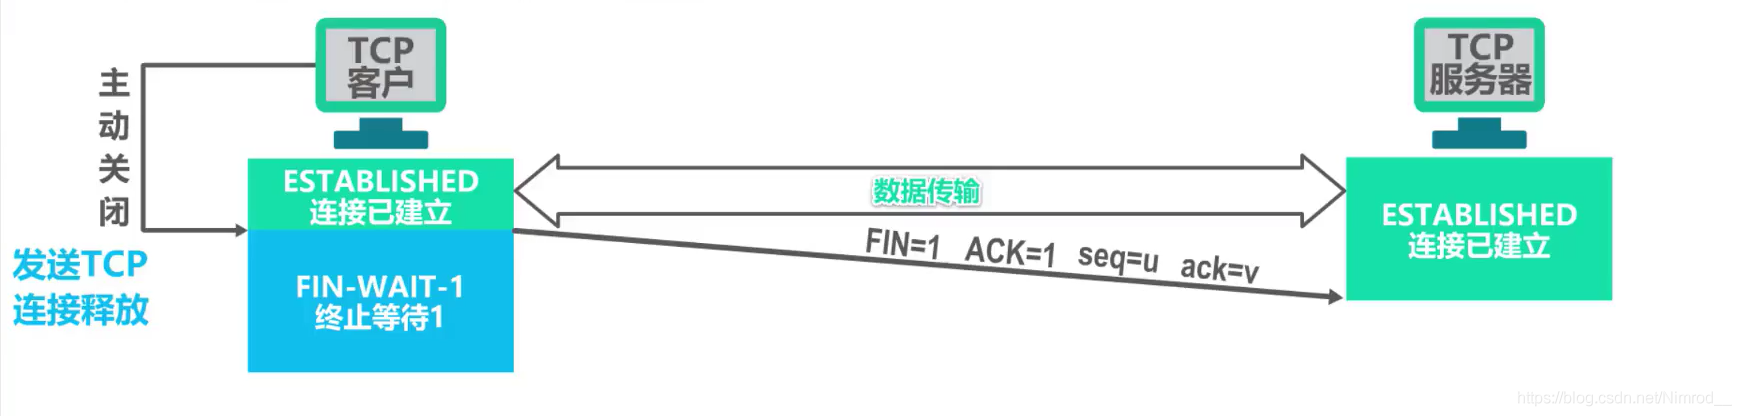 TCP
客户
TCP
服务器
主动关闭
ESTABLISHED
连接已建立
数据传输
ESTABLISHED
连接已建立
FIN=1 ACK=1 seq=u ack=v
发送TCP
连接释放
FIN-WAIT-1
终止等待1
https://blog.csdn.net/Nimrod__